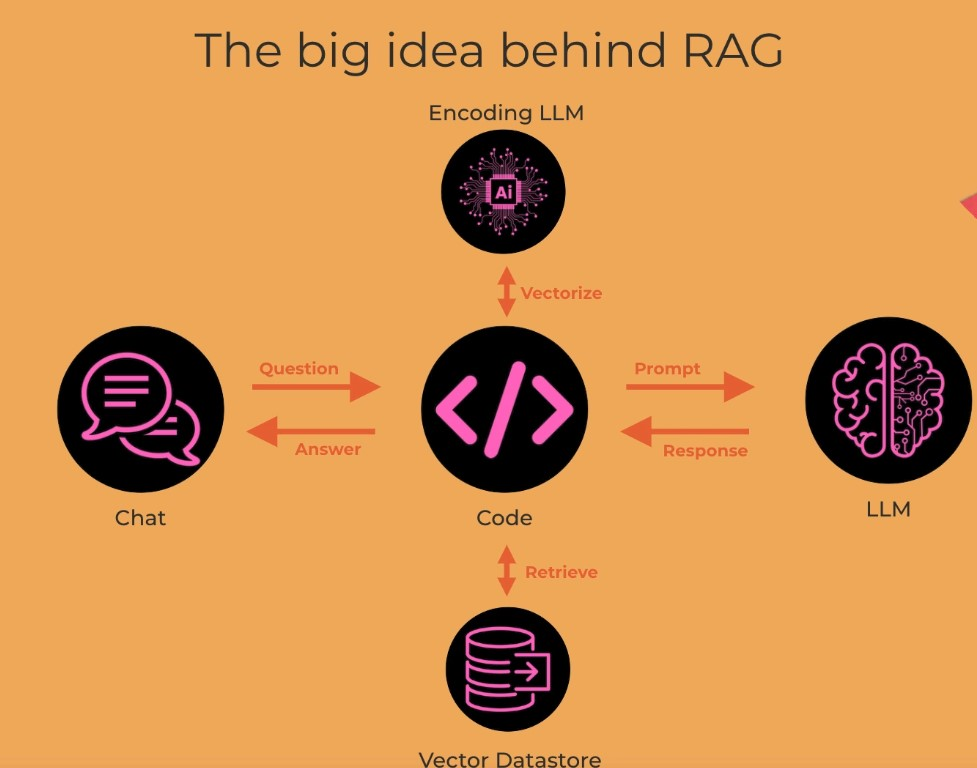 The big idea behind RAG
Encoding LLM
Ai
Vectorize
Question
Prompt
Answer
Response
Chat
Code
LLM
Retrieve
Vector Datastore